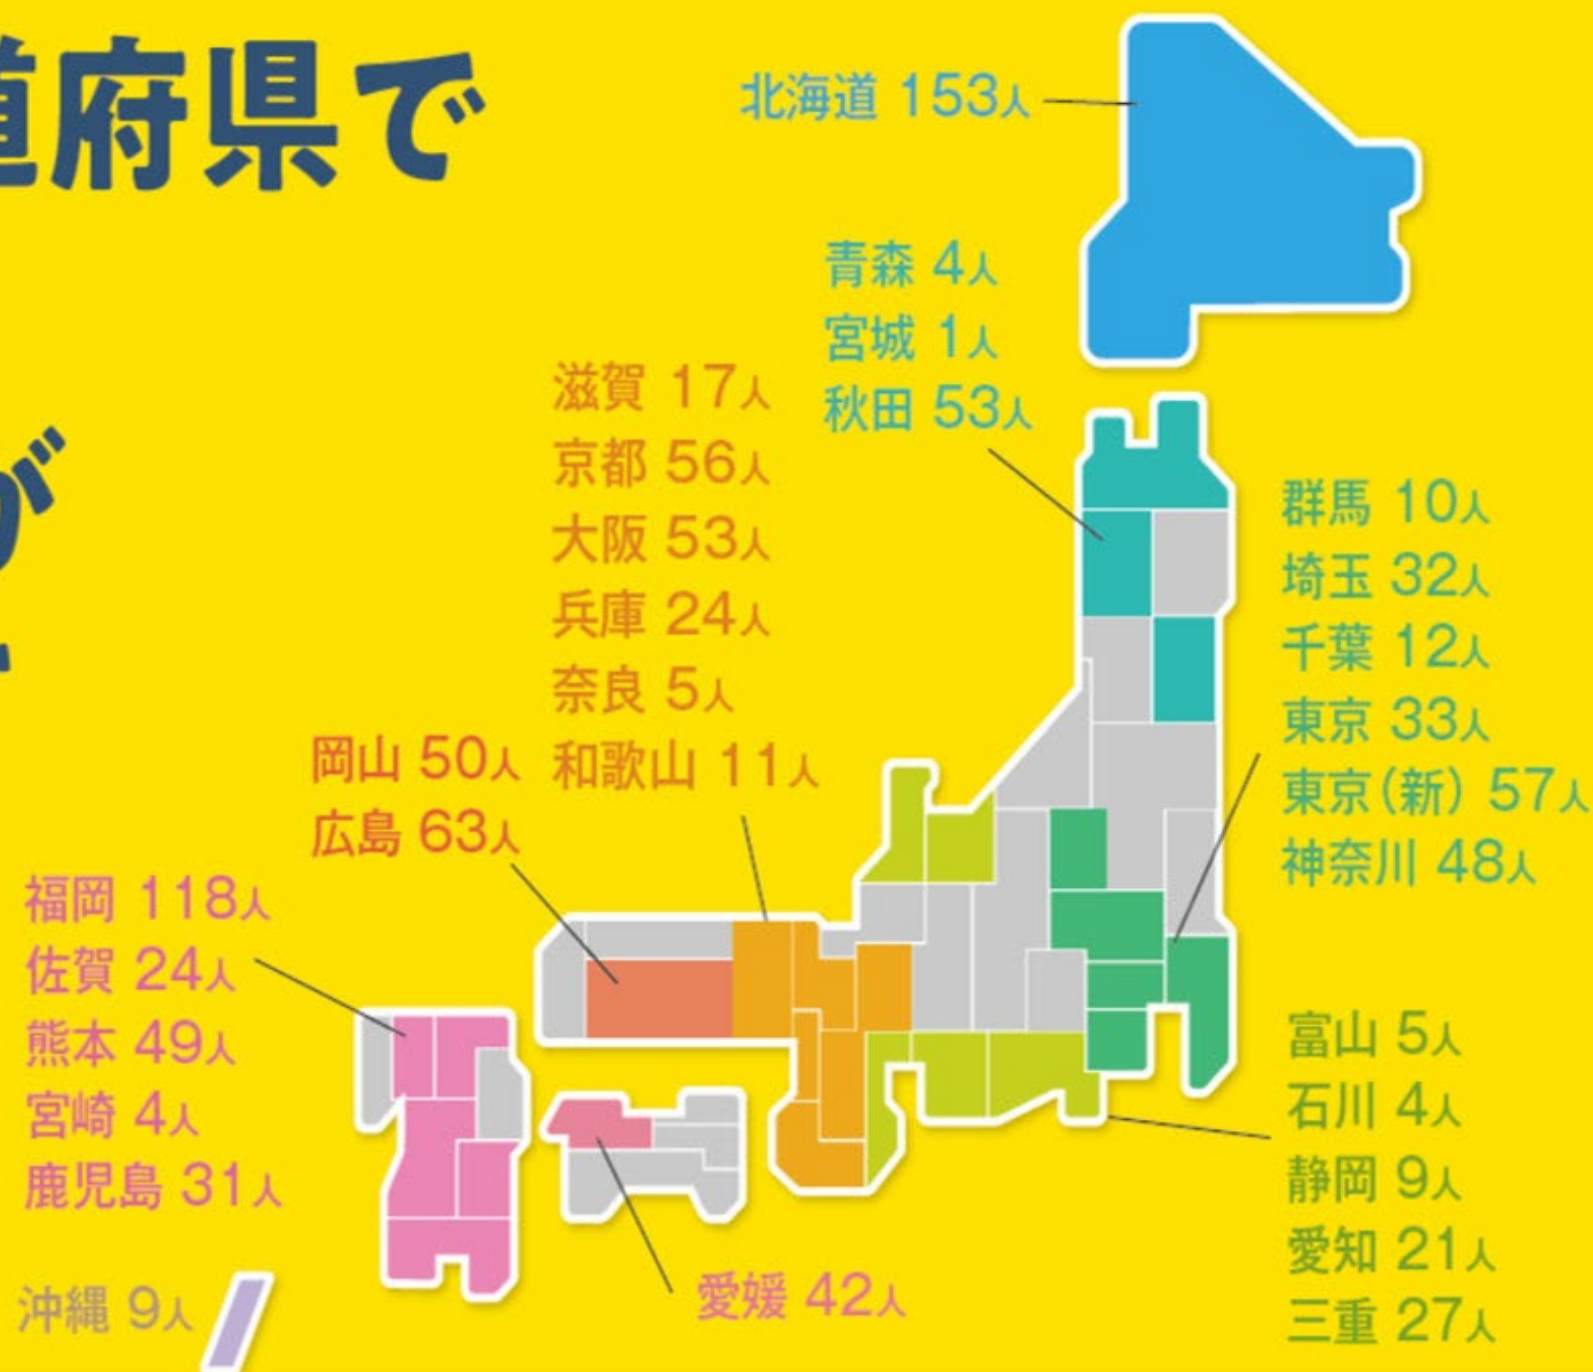 道府県で
が
北海道 153人
青森 4人
宮城 1人
秋田 53人
滋賀 17人
京都 56人
大阪 53人
兵庫 24人
奈良 5人
和歌山 11人
群馬 10人
埼玉 32人
千葉 12人
東京 33人
東京(新) 57人
神奈川 48人
岡山 50人
広島 63人
福岡 118人
佐賀 24人
熊本 49人
宮崎 4人
鹿児島 31人
富山 5人
石川 4人
静岡 9人
愛知 21人
三重 27人
愛媛 42人
沖縄 9人